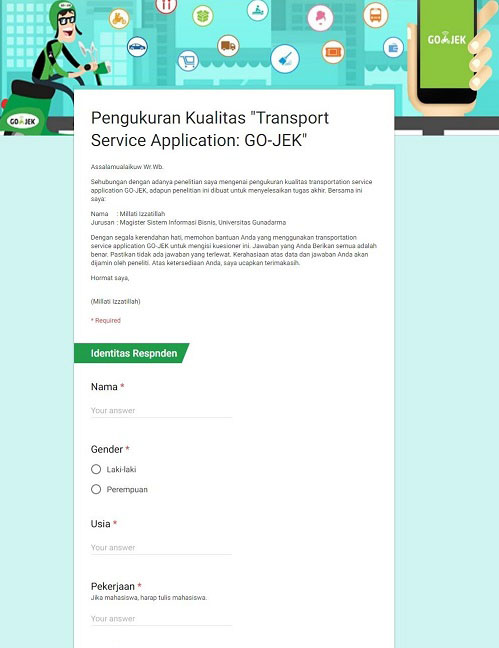 GO-JEK
GO-JEK
Pengukuran Kualitas "Transport
Service Application: GO-JEK"
Assalamualaikuw Wr.Wb.
Sehubungan dengan adanya penelitian saya mengenai pengukuran kualitas transportation service
application GO-JEK, adapun penelitian ini dibuat untuk menyelesaikan tugas akhir. Bersama ini
saya:
Nama : Millati Izzatillah
Jurusan : Magister Sistem Informasi Bisnis, Universitas Gunadarma
Dengan segala kerendahan hati, memohon bantuan Anda yang menggunakan transportation
service application GO-JEK untuk mengisi kuesioner ini. Jawaban yang Anda Berikan semua adalah
benar. Pastikan tidak ada jawaban yang terlewat. Kerahasiaan atas data dan jawaban Anda akan
dijamin oleh peneliti. Atas ketersediaan Anda, saya ucapkan terimakasih.
Hormat saya,
(Millati Izzatillah)
* Required
Identitas Respnden
Nama *
Your answer
Gender *
Laki-laki
Perempuan
Usia *
Your answer
Pekerjaan *
Jika mahasiswa, harap tulis mahasiswa.
Your answer